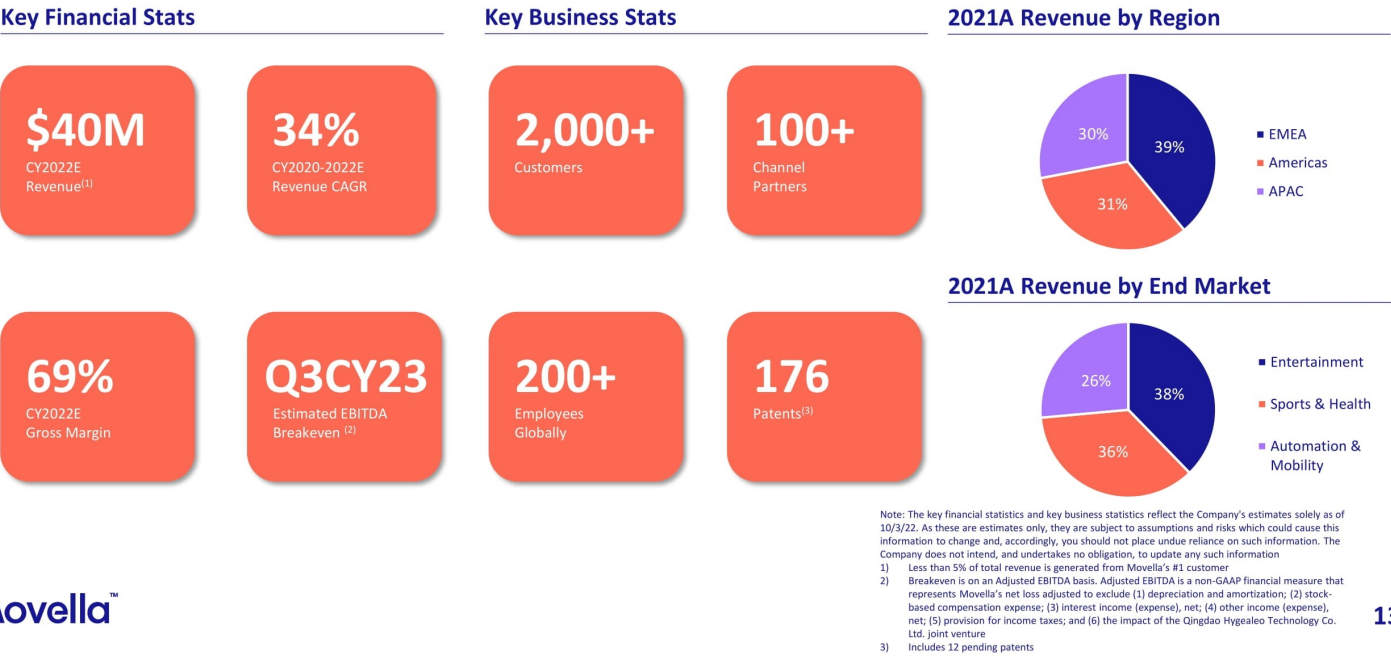 Key Financial Stats
$40M
CY2022E
Revenue(1)
34%
CY2020-2022E
Revenue CAGR
69%
CY2022E
Gross Margin
Q3CY23
Estimated EBITDA
Breakeven (2)
Key Business Stats
2,000+
Customers
100+
Channel
Partners
200+
Employees
Globally
176
Patents(3)
2021A Revenue by Region
30%
39%
31%
EMEA
Americas
APAC
2021A Revenue by End Market
26%
38%
36%
Entertainment
Sports & Health
Automation &
Mobility
Note: The key financial statistics and key business statistics reflect the Company's estimates solely as of
10/3/22. As these are estimates only, they are subject to assumptions and risks which could cause this
information to change and, accordingly, you should not place undue reliance on such information. The
Company does not intend, and undertakes no obligation, to update any such information
1) Less than 5% of total revenue is generated from Movella's #1 customer
2) Breakeven is on an Adjusted EBITDA basis. Adjusted EBITDA is a non-GAAP financial measure that
represents Movella's net loss adjusted to exclude (1) depreciation and amortization; (2) stock-
based compensation expense; (3) interest income (expense), net; (4) other income (expense),
net; (5) provision for income taxes; and (6) the impact of the Qingdao Hygealeo Technology Co.
Ltd. joint venture
3) Includes 12 pending patents
ovella™
13